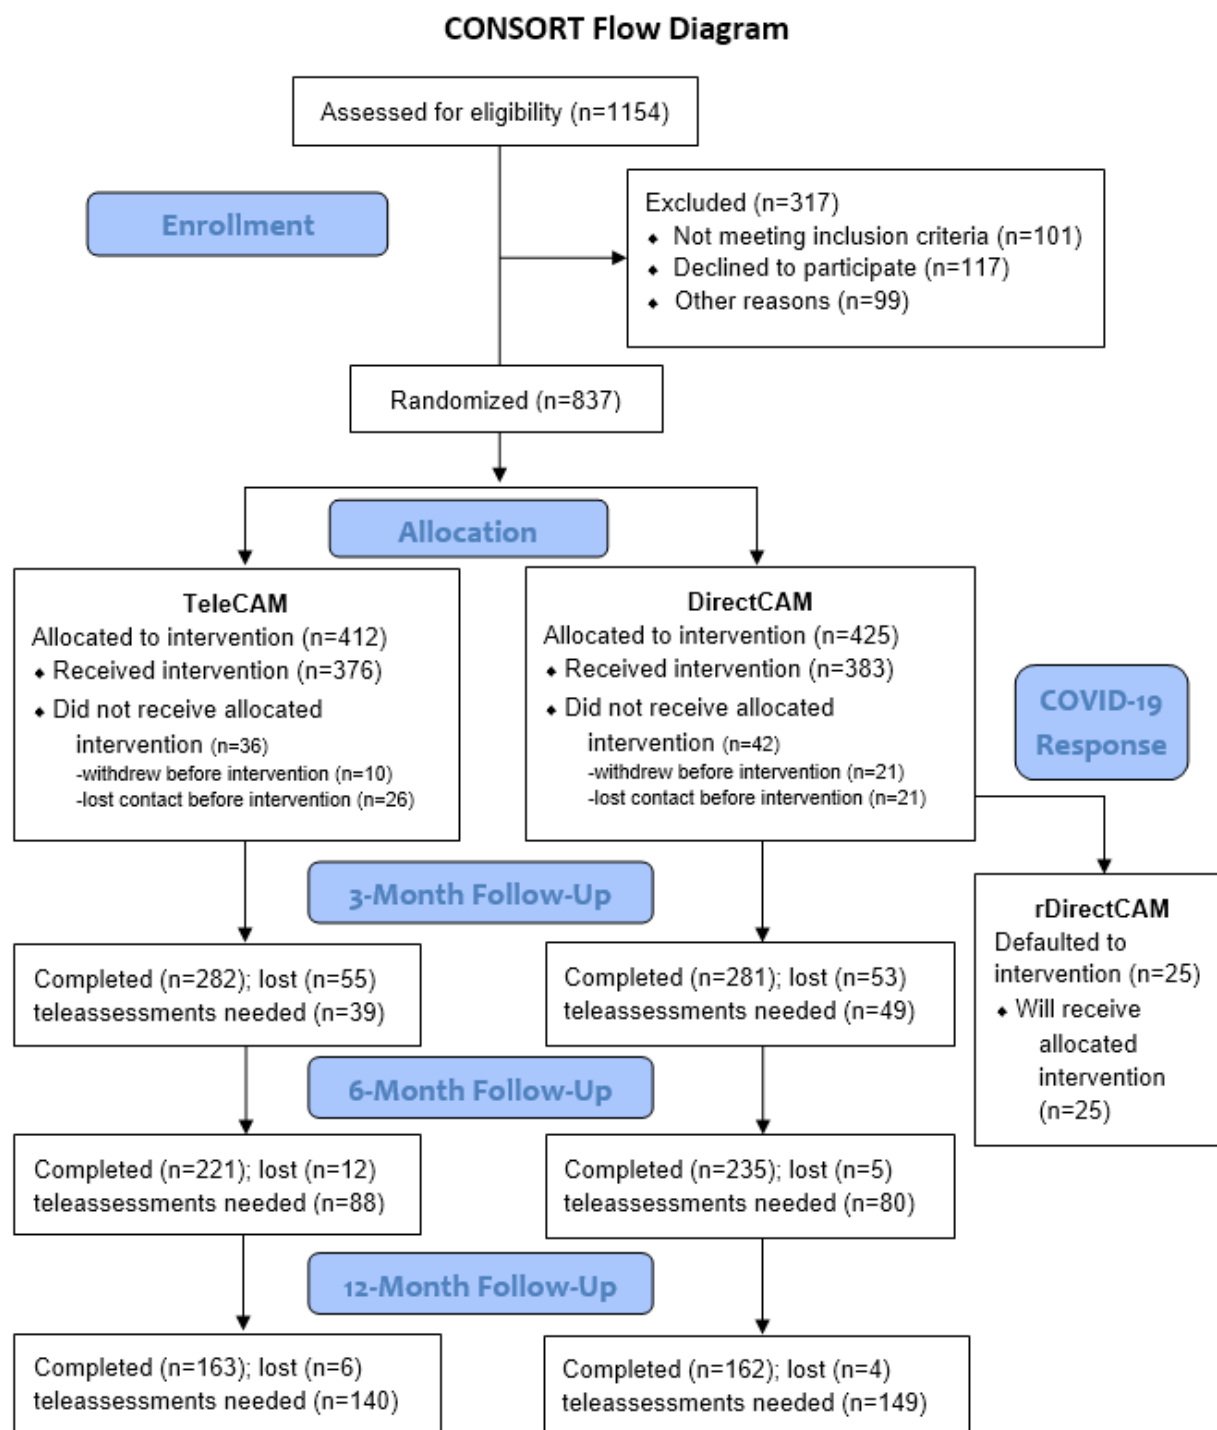 CONSORT Flow Diagram
Assessed for eligibility (n=1154)
Enrollment
Excluded (n=317)
⬥ Not meeting inclusion criteria (n=101)
⬥ Declined to participate (n=117)
⬥ Other reasons (n=99)
Randomized (n=837)
Allocation
TeleCAM
Allocated to intervention (n=412)
⬥ Received intervention (n=376)
⬥ Did not receive allocated
intervention (n=36)
-withdrew before intervention (n=10)
-lost contact before intervention (n=26)
DirectCAM
Allocated to intervention (n=425)
⬥ Received intervention (n=383)
⬥ Did not receive allocated
intervention (n=42)
-withdrew before intervention (n=21)
-lost contact before intervention (n=21)
COVID-19
Response
rDirectCAM
Defaulted to
intervention (n=25)
⬥ Will receive
allocated
intervention
(n=25)
3-Month Follow-Up
Completed (n=282); lost (n=55)
teleassessments needed (n=39)
Completed (n=281); lost (n=53)
teleassessments needed (n=49)
6-Month Follow-Up
Completed (n=221); lost (n=12)
teleassessments needed (n=88)
Completed (n=235); lost (n=5)
teleassessments needed (n=80)
12-Month Follow-Up
Completed (n=163); lost (n=6)
teleassessments needed (n=140)
Completed (n=162); lost (n=4)
teleassessments needed (n=149)